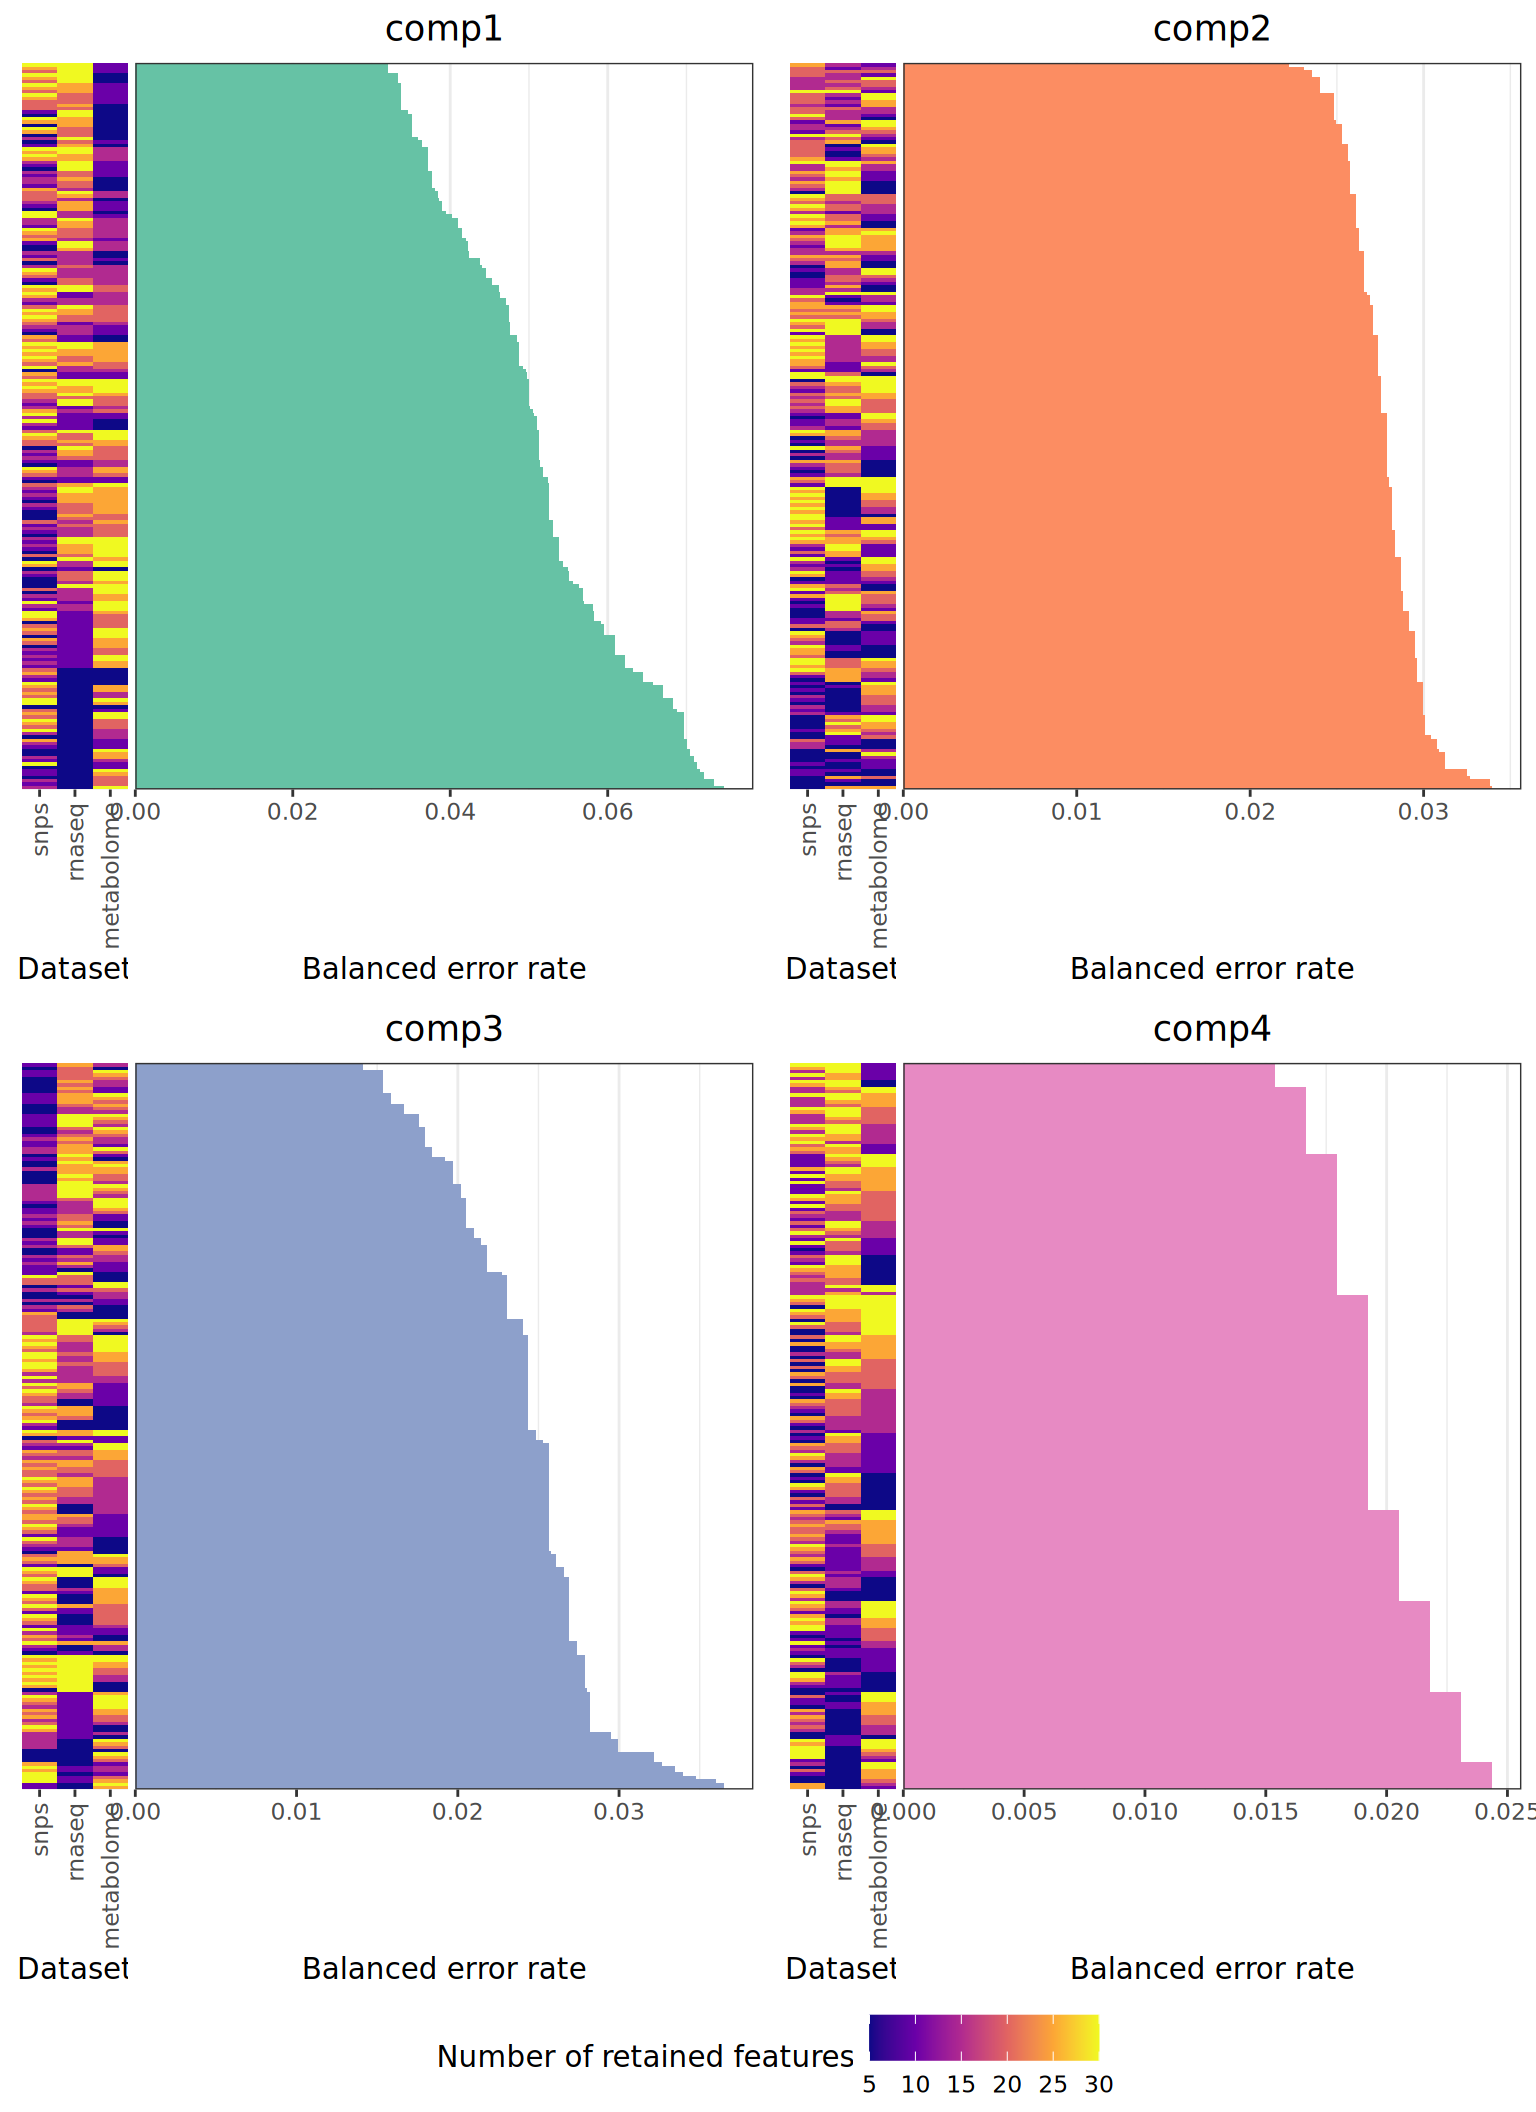 comp1 comp2
0.00 0.02 0.04 0.06 0.00 0.01 0.02 0.03
snps rnaseq metabolome snps rnaseq metabolome
Dataset Balanced error rate Dataset Balanced error rate
comp3 comp4
0.00 0.01 0.02 0.03 0.000 0.005 0.010 0.015 0.020 0.025
snps rnaseq metabolome snps rnaseq metabolome
Dataset Balanced error rate Dataset Balanced error rate
Number of retained features
5 10 15 20 25 30